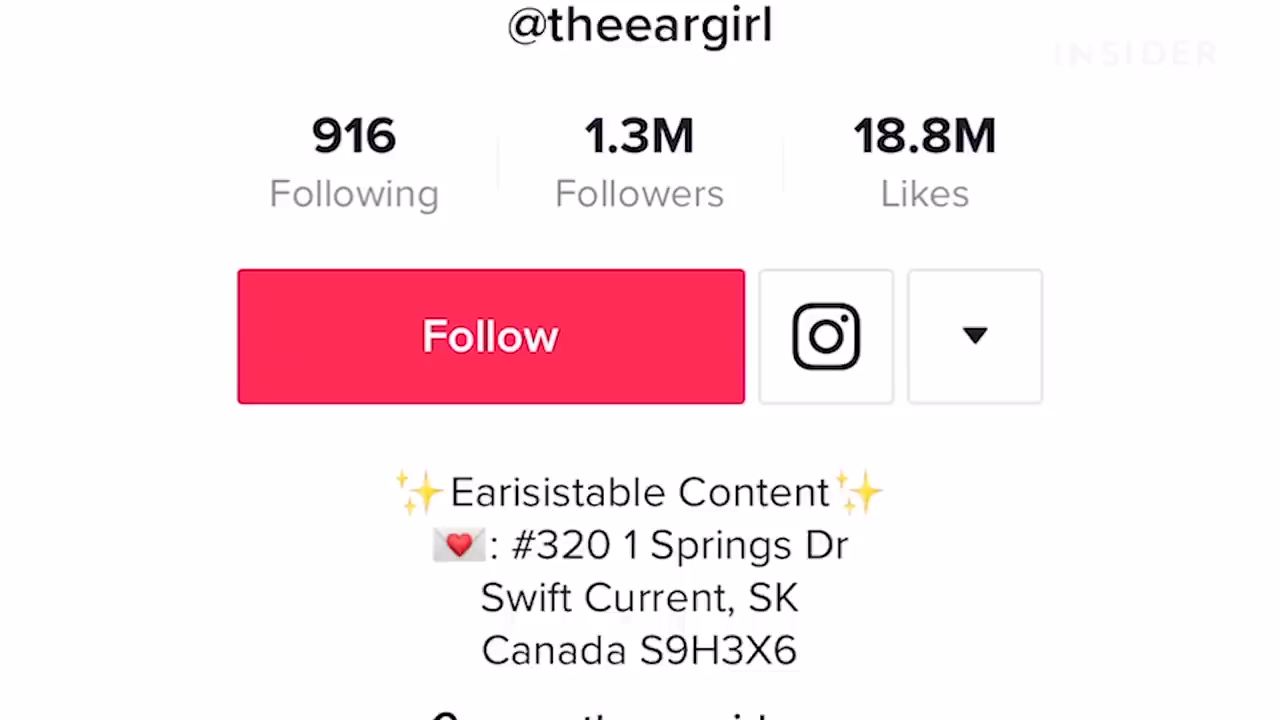 @theeargirl
INSIDER
916 1.3M 18.8M
Following Followers Likes
Follow
✨Earisistable Content✨
💌: #320 1 Springs Dr
Swift Current, SK
Canada S9H3X6